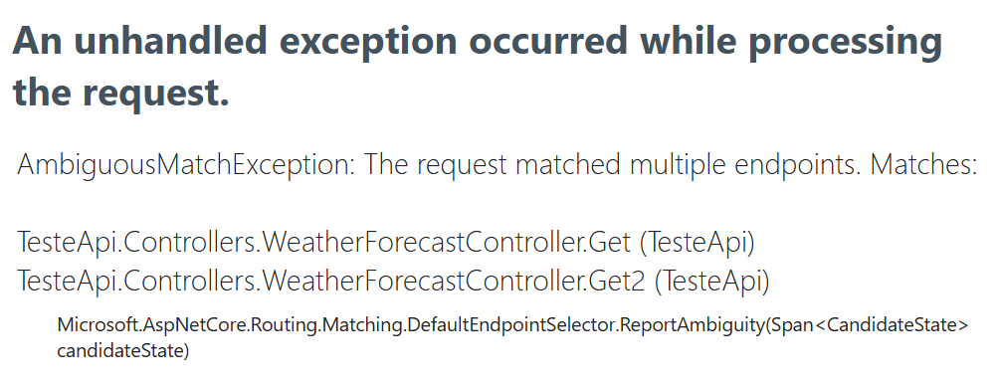 An unhandled exception occurred while processing
the request.
AmbiguousMatchException: The request matched multiple endpoints. Matches:
TesteApi.Controllers.WeatherForecastController.Get (TesteApi)
TesteApi.Controllers.WeatherForecastController.Get2 (TesteApi)
Microsoft.AspNetCore.Routing.Matching.DefaultEndpointSelector.ReportAmbiguity(Span<CandidateState>
candidateState)